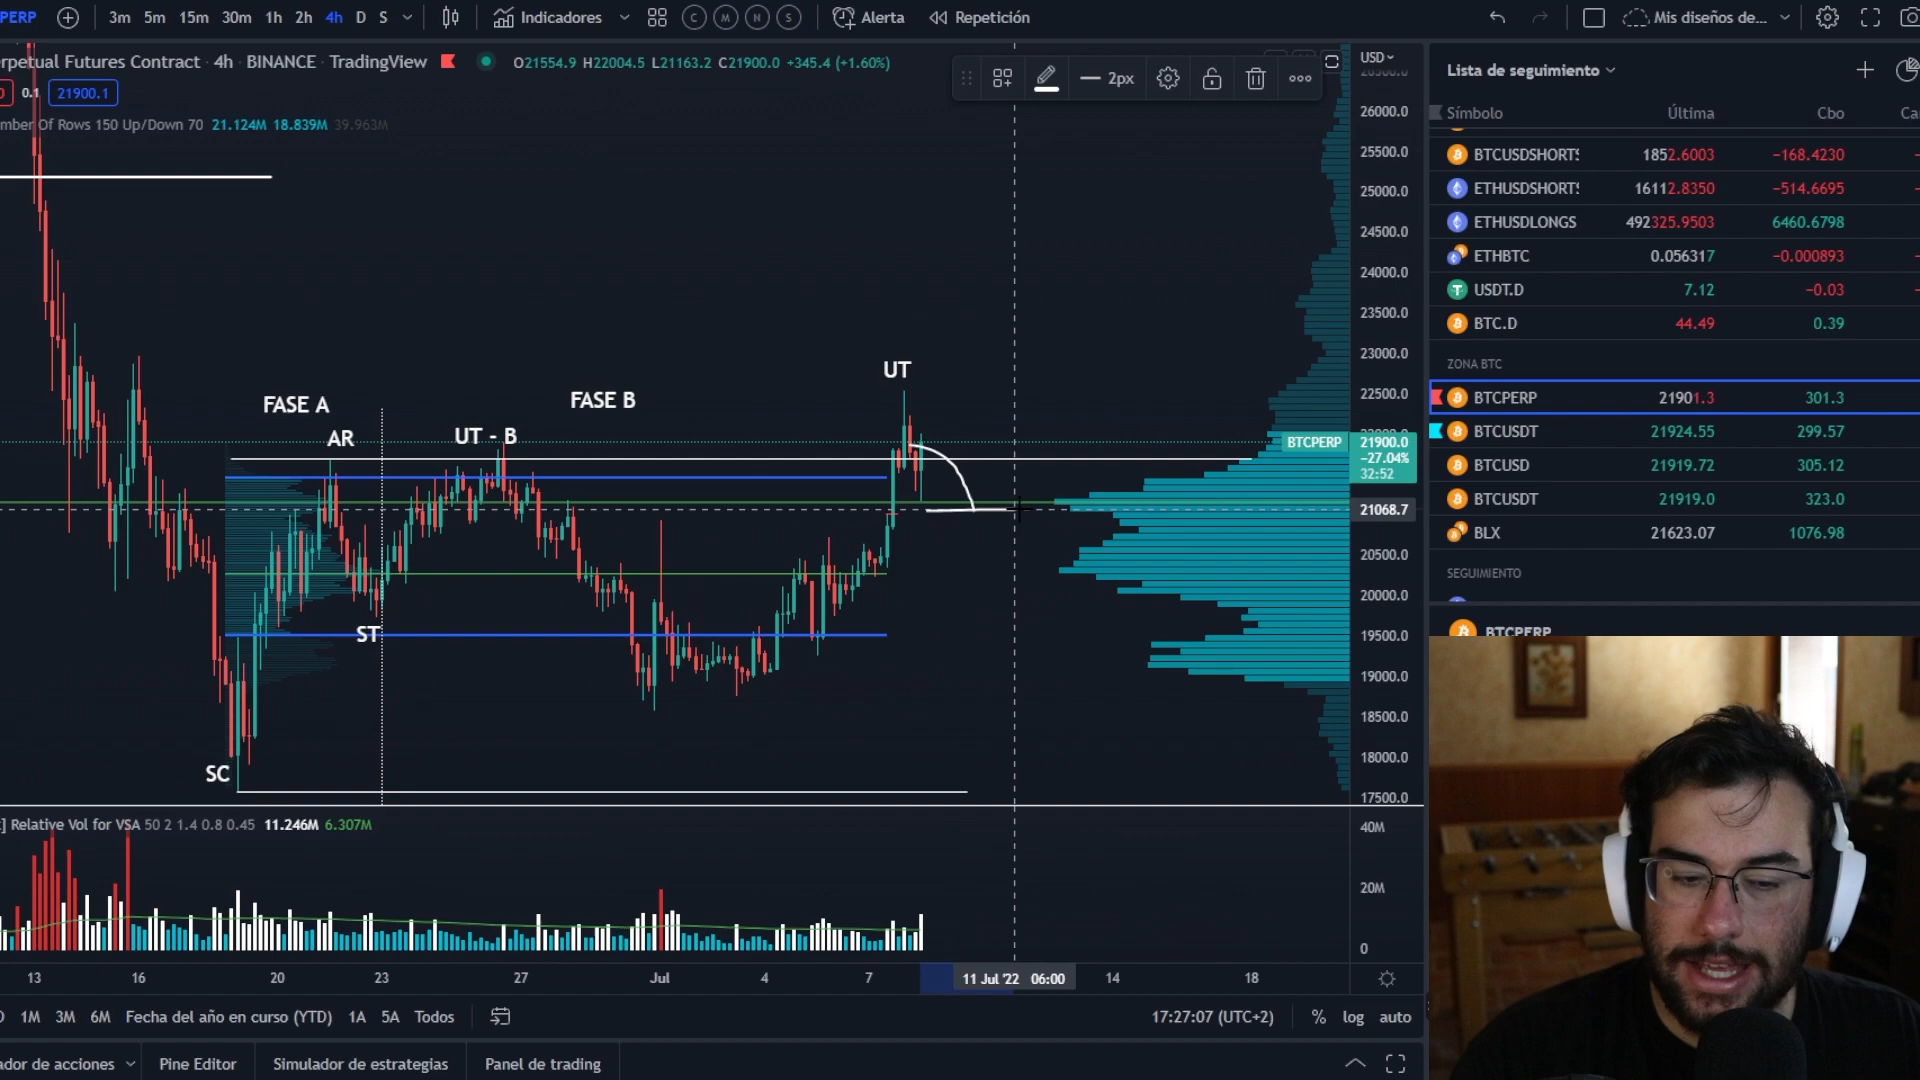 PERP 3m 5m 15m 30m 1h 2h 4h D S Indicadores C M N S Alerta Repetición Mis diseños de...
rpetual Futures Contract · 4h · BINANCE · TradingView O21554.9 H22004.5 L21163.2 C21900.0 +345.4 (+1.60%)
0 0.1 21900.1
mber Of Rows 150 Up/Down 70 21.124M 18.839M 39.963M
2px
USD
26000.0
25500.0
25000.0
24500.0
24000.0
23500.0
23000.0
22500.0
BTCPERP 21900.0
-27.04%
32:52
21068.7
20500.0
20000.0
19500.0
19000.0
18500.0
18000.0
17500.0
UT
FASE A
FASE B
AR
UT - B
ST
SC
] Relative Vol for VSA 50 2 1.4 0.8 0.45 11.246M 6.307M
40M
20M
0
13 16 20 23 27 Jul 4 7 11 Jul '22 06:00 14 18
1M 3M 6M Fecha del año en curso (YTD) 1A 5A Todos 17:27:07 (UTC+2) % log auto
ador de acciones Pine Editor Simulador de estrategias Panel de trading
Lista de seguimiento
Símbolo Última Cbo Ca
BTCUSDSHORTS 1852.6003 −168.4230
ETHUSDSHORTS 16112.8350 −514.6695
ETHUSDLONGS 492325.9503 6460.6798
ETHBTC 0.056317 −0.000893
USDT.D 7.12 −0.03
BTC.D 44.49 0.39
ZONA BTC
BTCPERP 21901.3 301.3
BTCUSDT 21924.55 299.57
BTCUSD 21919.72 305.12
BTCUSDT 21919.0 323.0
BLX 21623.07 1076.98
SEGUIMIENTO
BTCPERP